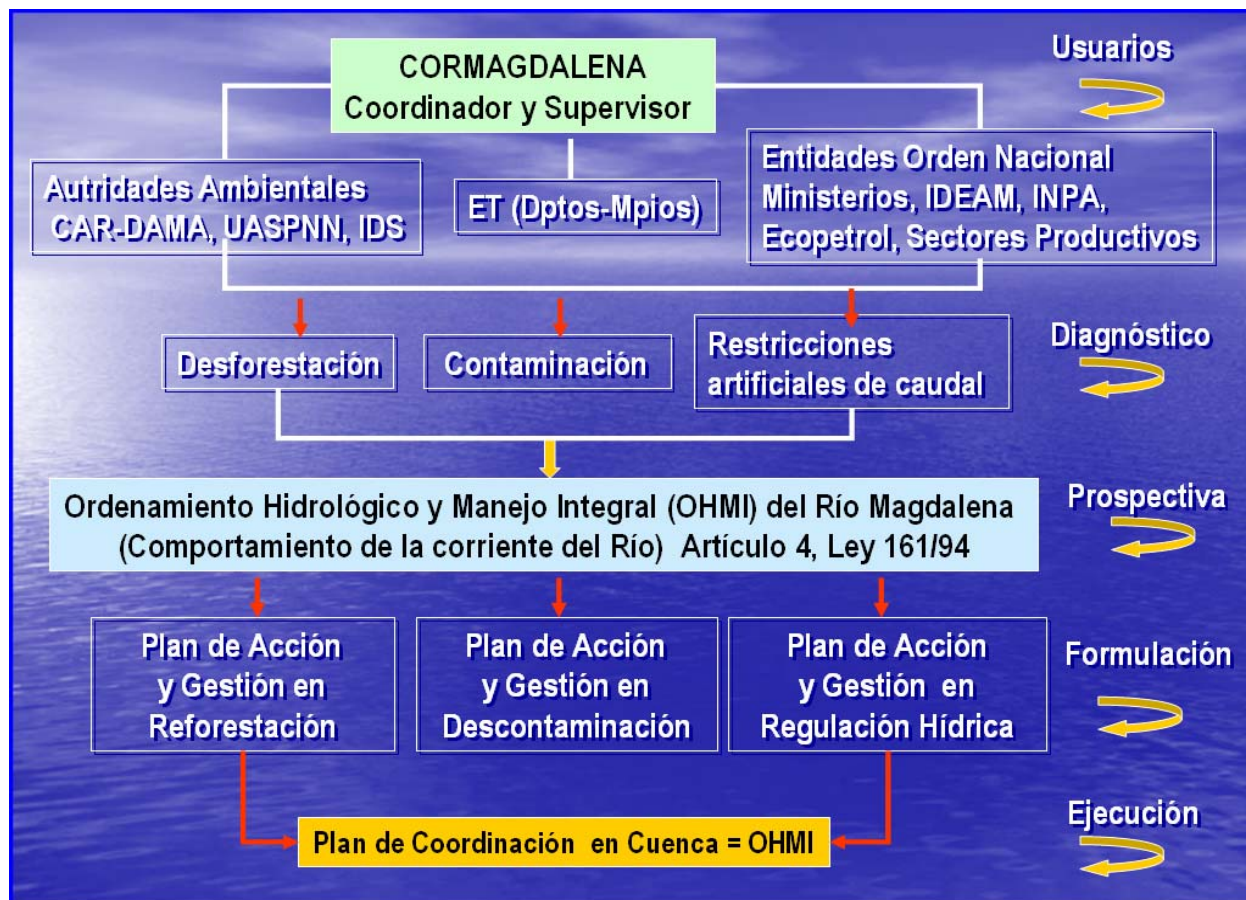 CORMAGDALENA
Coordinador y Supervisor
Usuarios
Autridades Ambientales
CAR-DAMA, UASPNN, IDS
ET (Dptos-Mpios)
Entidades Orden Nacional
Ministerios, IDEAM, INPA,
Ecopetrol, Sectores Productivos
Desforestación
Contaminación
Restricciones
artificiales de caudal
Diagnóstico
Ordenamiento Hidrológico y Manejo Integral (OHMI) del Río Magdalena
(Comportamiento de la corriente del Río) Artículo 4, Ley 161/94
Prospectiva
Plan de Acción
y Gestión en
Reforestación
Plan de Acción
y Gestión en
Descontaminación
Plan de Acción
y Gestión en
Regulación Hídrica
Formulación
Plan de Coordinación en Cuenca = OHMI
Ejecución